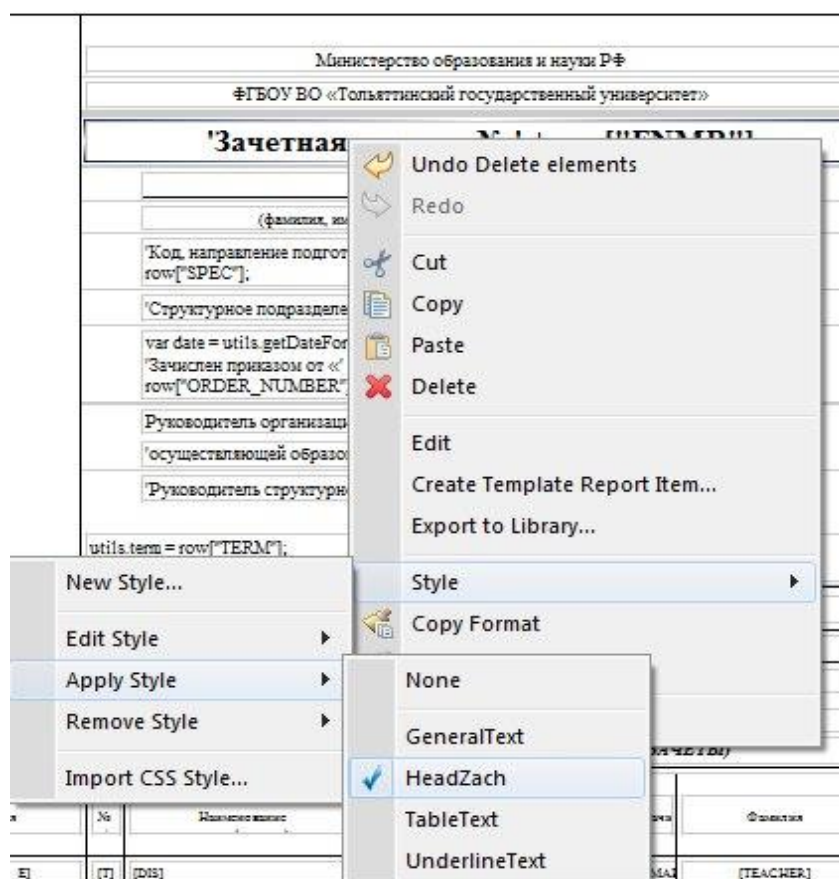 Министерство образования и науки РФ
ФГБОУ ВО «Тольяттинский государственный университет»
'Зачетная
Undo Delete elements
Redo
(фамилия, им
'Код, направление подгот
row["SPEC"];
Cut
'Структурное подразделе
Copy
var date = utils.getDateFor
'Зачислен приказом от «'
row["ORDER_NUMBER"]
Paste
Delete
Руководитель организаци
'осуществляющей образо
Edit
'Руководитель структурн
Create Template Report Item...
Export to Library...
utils.term = row["TERM"];
New Style...
Style
Edit Style
Copy Format
Apply Style
None
Remove Style
GeneralText
Import CSS Style...
HeadZach
№
Наименование
TableText
Фамилия
UnderlineText
E]
[T]
[DIS]
[TEACHER]